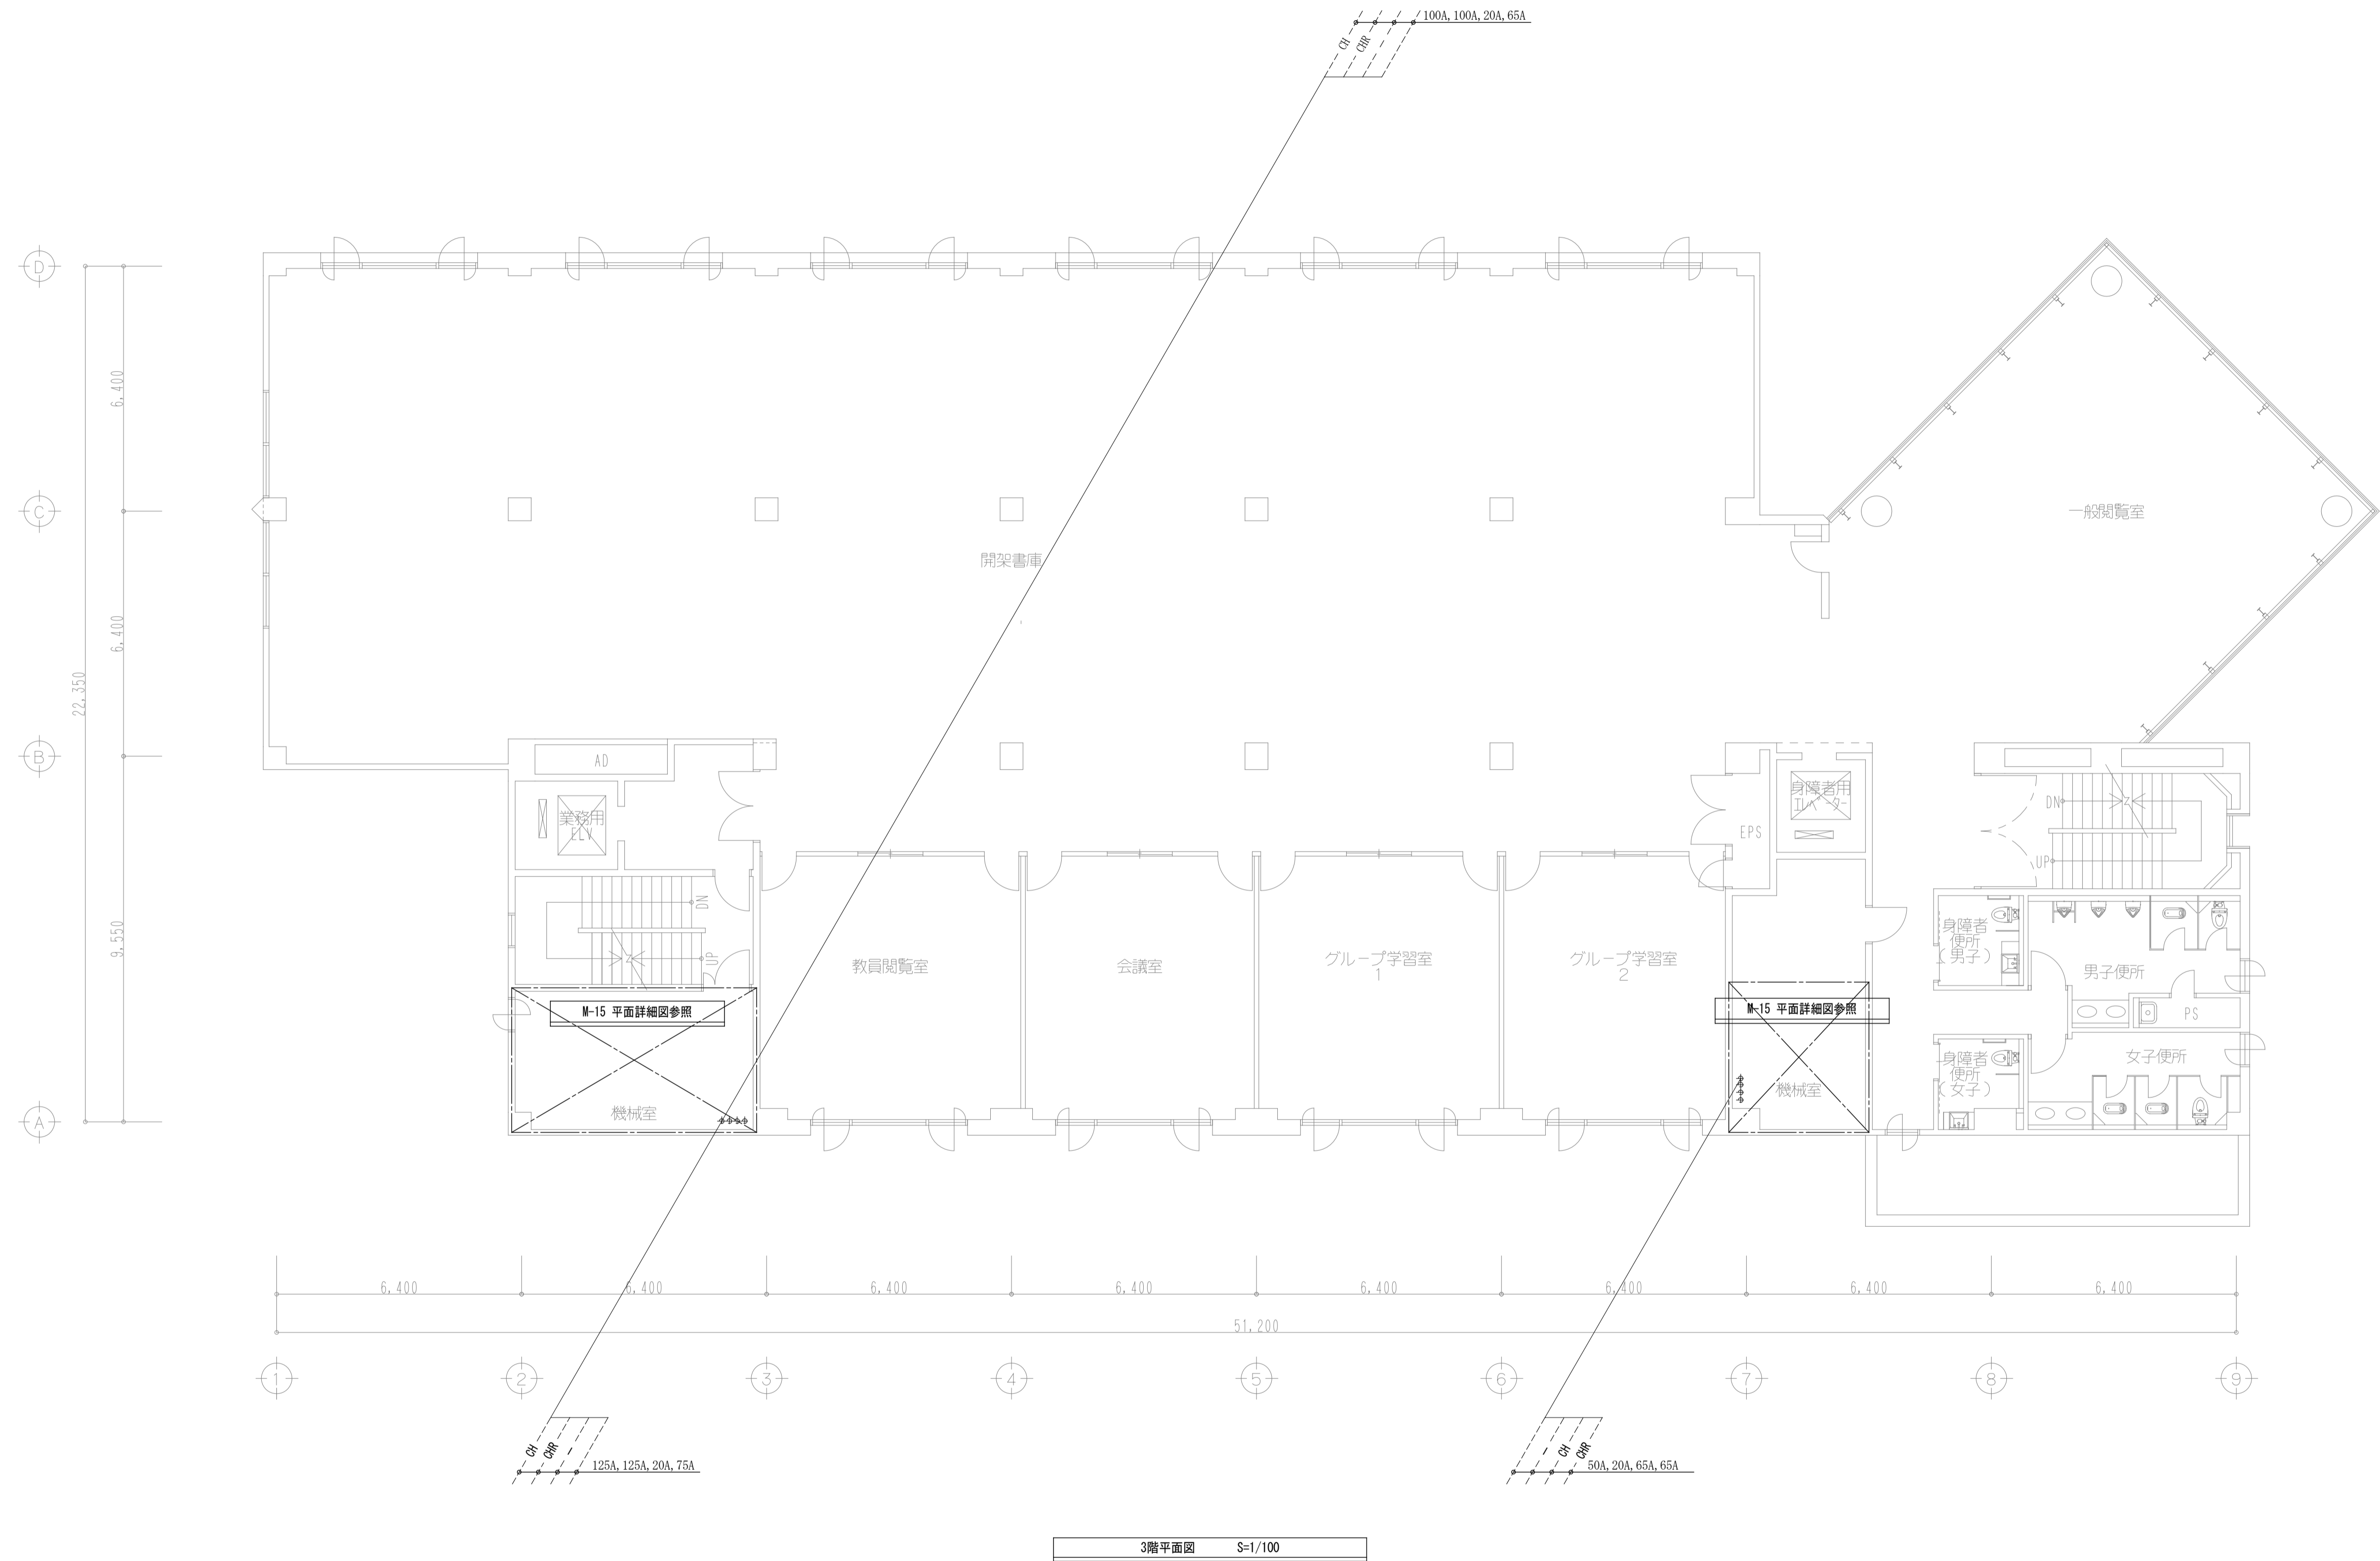 100A,100A,20A,65A
CH
CHR
D
C
B
A
6,400
6,400
9,550
22,350
開架書庫
一般閲覧室
AD
業務用
ELV
DN
UP
身障者用
エレベーター
EPS
DN
UP
教員閲覧室
会議室
グループ学習室
1
グループ学習室
2
身障者
便所
(男子)
男子便所
PS
女子便所
身障者
便所
(女子)
M-15 平面詳細図参照
M-15 平面詳細図参照
機械室
機械室
6,400
6,400
6,400
6,400
6,400
6,400
6,400
6,400
51,200
1
2
3
4
5
6
7
8
9
CH
CHR
125A,125A,20A,75A
CH
CHR
50A,20A,65A,65A
3階平面図 S=1/100